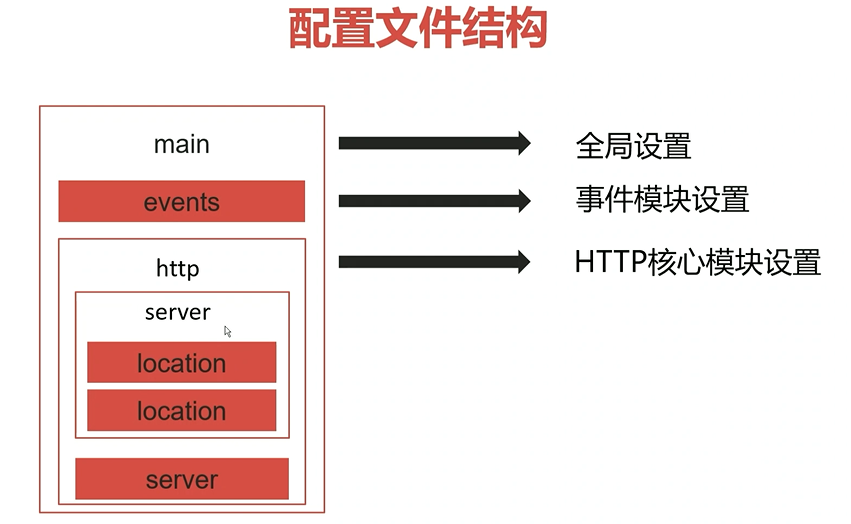 配置文件结构
main
全局设置
events
事件模块设置
http
HTTP核心模块设置
server
location
location
server